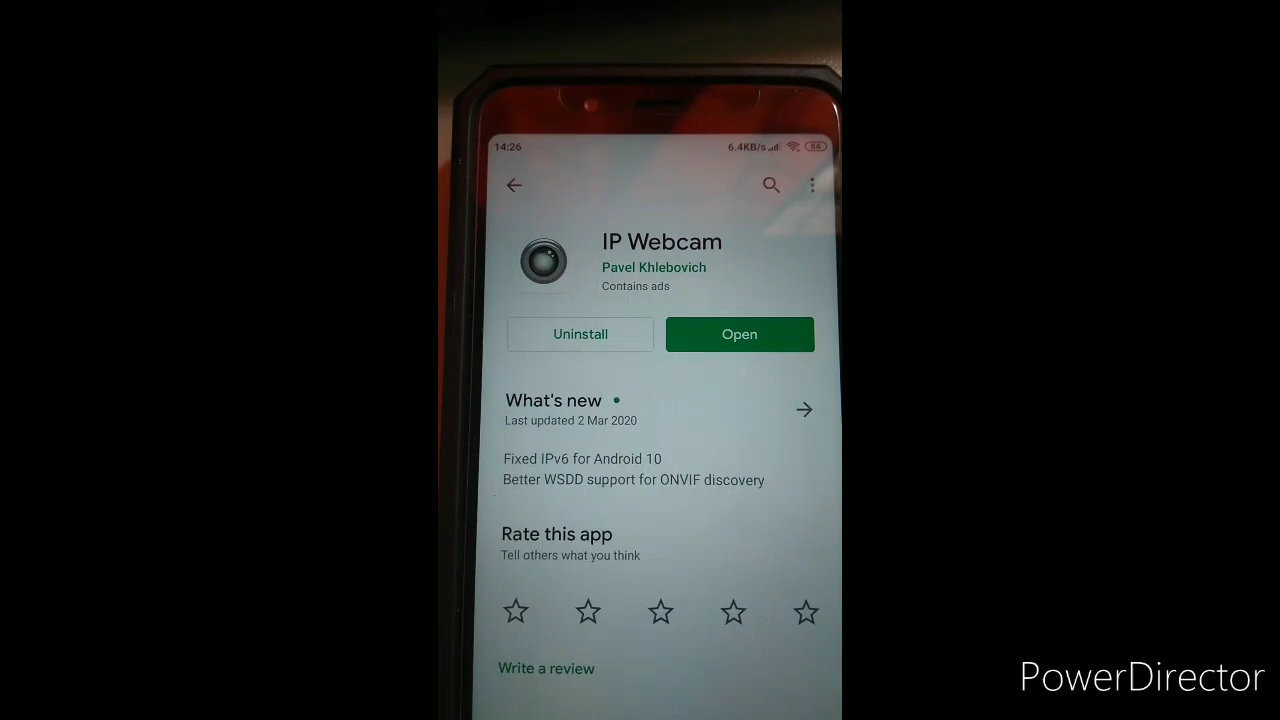 14:26 6.4KB/s 84
IP Webcam
Pavel Khlebovich
Contains ads
Uninstall Open
What's new
Last updated 2 Mar 2020
Fixed IPv6 for Android 10
Better WSDD support for ONVIF discovery
Rate this app
Tell others what you think
Write a review
PowerDirector